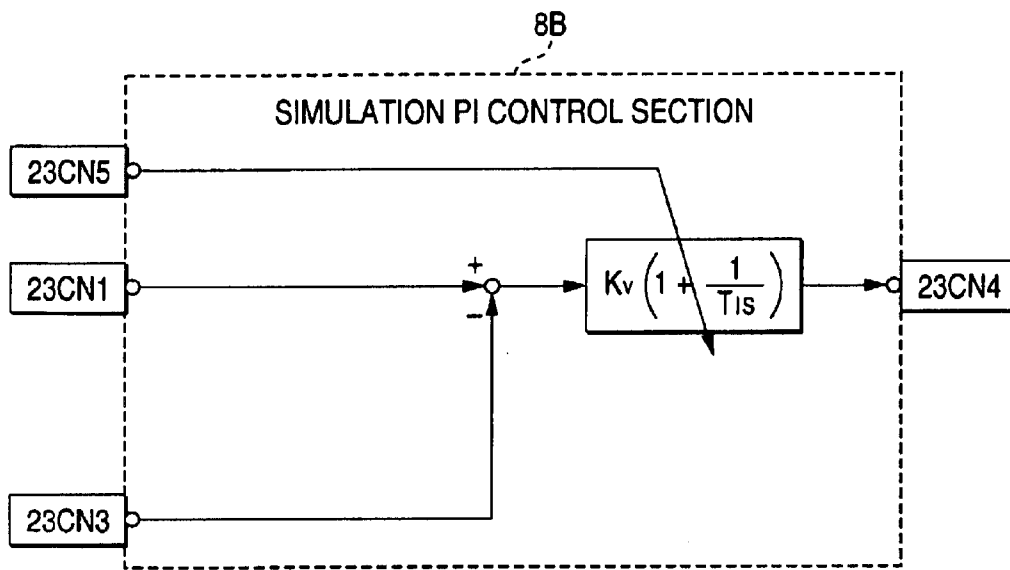 8B
SIMULATION PI CONTROL SECTION
23CN5
23CN1
+
−
Kv ( 1 + 1 / TIS )
23CN4
23CN3